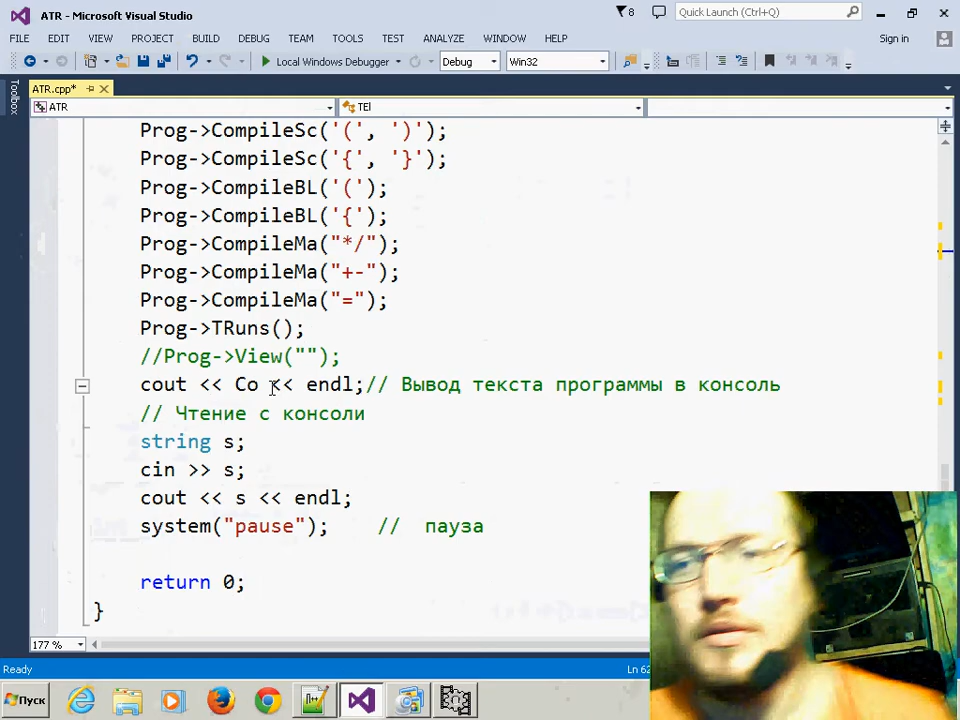 ATR - Microsoft Visual Studio
8
Quick Launch (Ctrl+Q)
FILE EDIT VIEW PROJECT BUILD DEBUG TEAM TOOLS TEST ANALYZE WINDOW HELP
Sign in
Local Windows Debugger Debug Win32
Toolbox
ATR.cpp*
ATR TEl
Prog->CompileSc('(', ')');
Prog->CompileSc('{', '}');
Prog->CompileBL('(');
Prog->CompileBL('{');
Prog->CompileMa("*/");
Prog->CompileMa("+-");
Prog->CompileMa("=");
Prog->TRuns();
//Prog->View("");
cout << Co << endl;// Вывод текста программы в консоль
// Чтение с консоли
string s;
cin >> s;
cout << s << endl;
system("pause"); // пауза
return 0;
}
177 %
Ready
Пуск